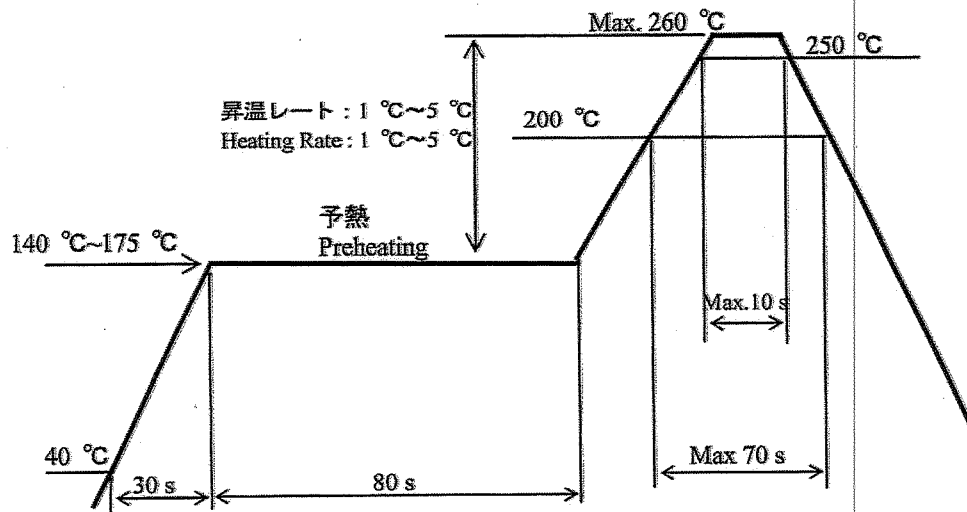 Max. 260 ℃
250 ℃
昇温レート : 1 ℃～5 ℃
Heating Rate : 1 ℃～5 ℃
200 ℃
予熱
Preheating
140 ℃~175 ℃
Max.10 s
40 ℃
30 s
80 s
Max 70 s